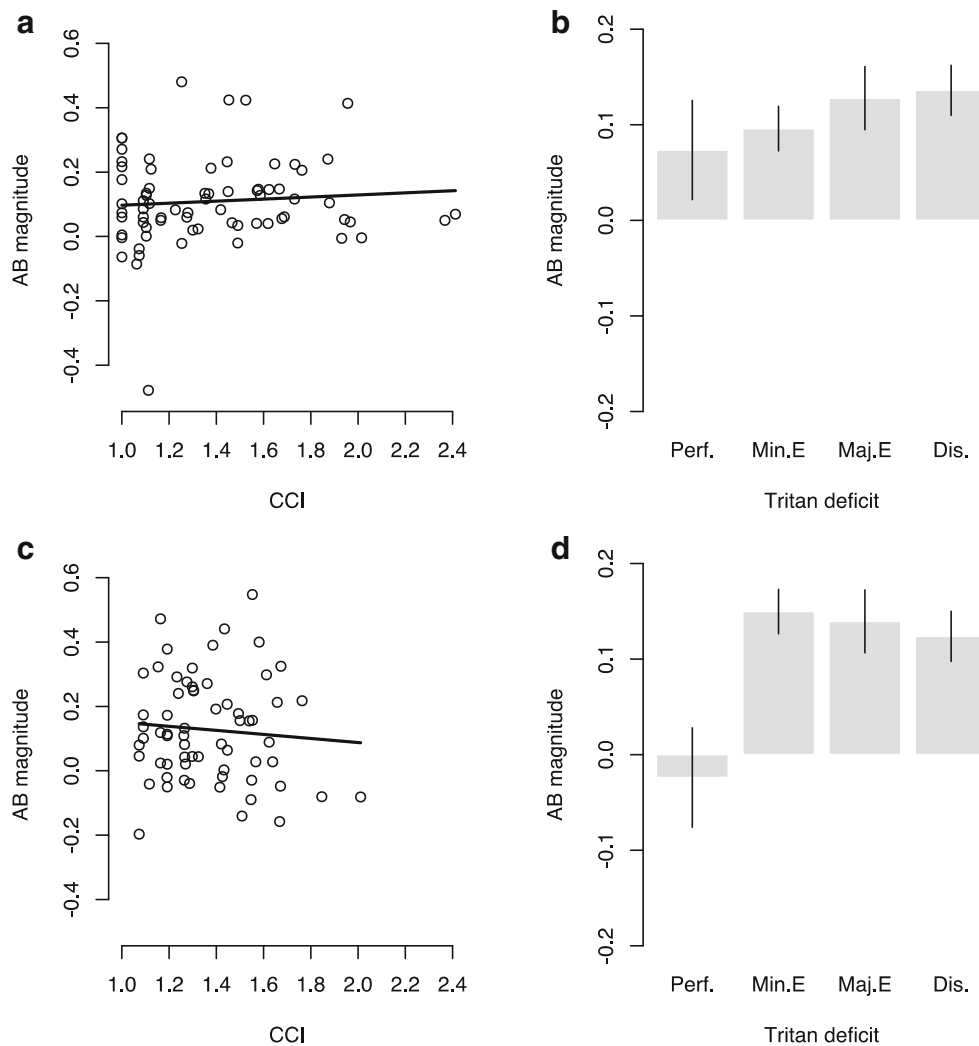 a
0.6
0.4
0.2
0.0
-0.2
-0.4
AB magnitude
1.0 1.2 1.4 1.6 1.8 2.0 2.2 2.4
CCI
b
0.2
0.1
0.0
-0.1
-0.2
AB magnitude
Perf. Min.E Maj.E Dis.
Tritan deficit
c
0.6
0.4
0.2
0.0
-0.2
-0.4
AB magnitude
1.0 1.2 1.4 1.6 1.8 2.0 2.2 2.4
CCI
d
0.2
0.1
0.0
-0.1
-0.2
AB magnitude
Perf. Min.E Maj.E Dis.
Tritan deficit